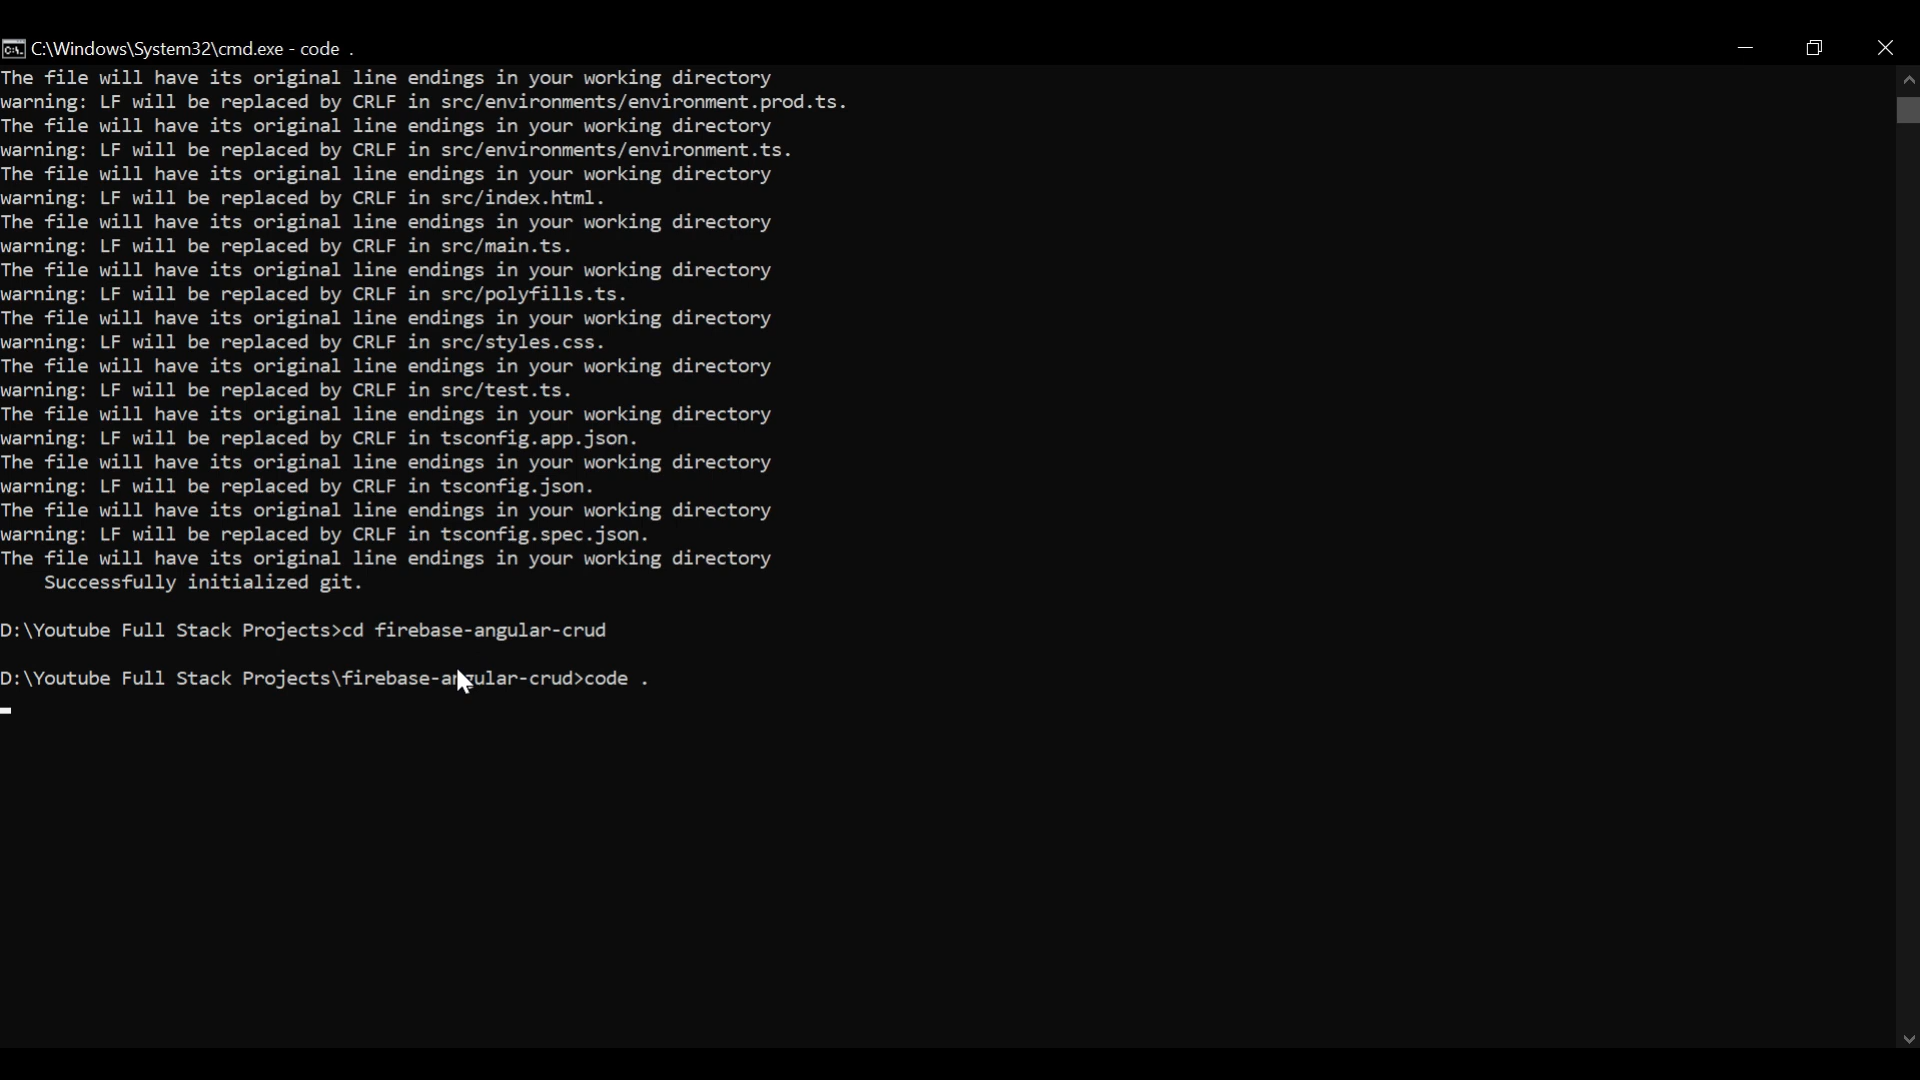 C:\Windows\System32\cmd.exe - code  .
The file will have its original line endings in your working directory
warning: LF will be replaced by CRLF in src/environments/environment.prod.ts.
The file will have its original line endings in your working directory
warning: LF will be replaced by CRLF in src/environments/environment.ts.
The file will have its original line endings in your working directory
warning: LF will be replaced by CRLF in src/index.html.
The file will have its original line endings in your working directory
warning: LF will be replaced by CRLF in src/main.ts.
The file will have its original line endings in your working directory
warning: LF will be replaced by CRLF in src/polyfills.ts.
The file will have its original line endings in your working directory
warning: LF will be replaced by CRLF in src/styles.css.
The file will have its original line endings in your working directory
warning: LF will be replaced by CRLF in src/test.ts.
The file will have its original line endings in your working directory
warning: LF will be replaced by CRLF in tsconfig.app.json.
The file will have its original line endings in your working directory
warning: LF will be replaced by CRLF in tsconfig.json.
The file will have its original line endings in your working directory
warning: LF will be replaced by CRLF in tsconfig.spec.json.
The file will have its original line endings in your working directory
    Successfully initialized git.
D:\Youtube Full Stack Projects>cd firebase-angular-crud
D:\Youtube Full Stack Projects\firebase-angular-crud>code .